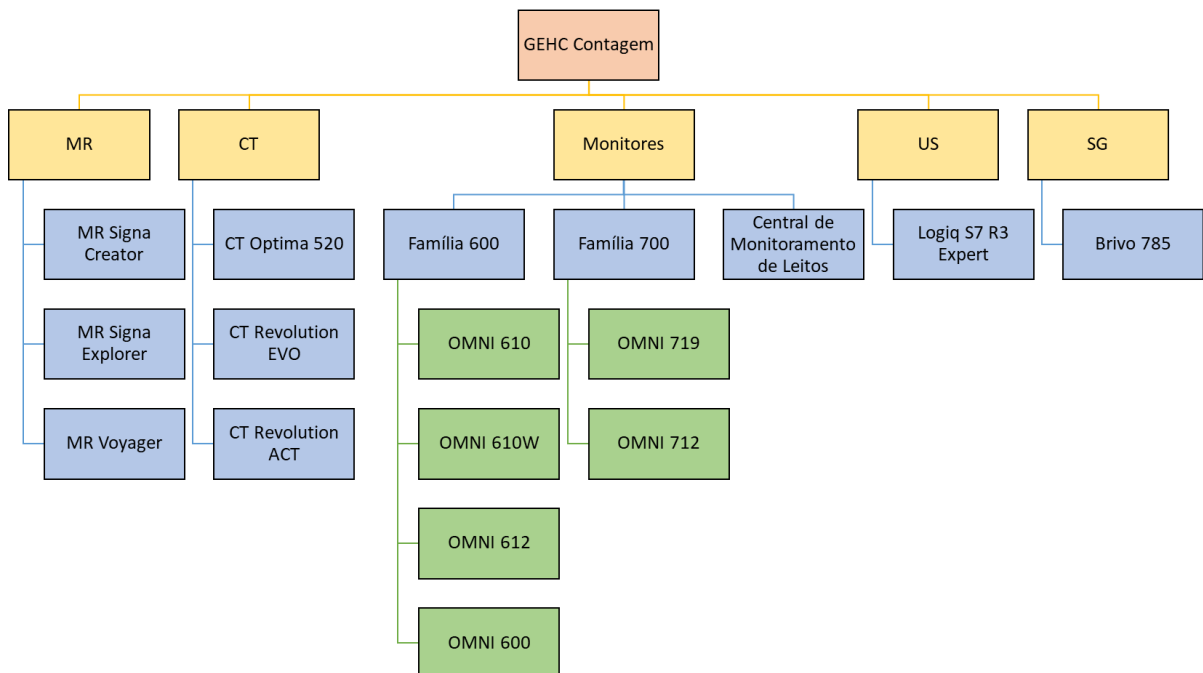 GEHC Contagem
MR
CT
Monitores
US
SG
MR Signa
Creator
CT Optima 520
Família 600
Família 700
Central de
Monitoramento
de Leitos
Logiq S7 R3
Expert
Brivo 785
MR Signa
Explorer
CT Revolution
EVO
OMNI 610
OMNI 719
MR Voyager
CT Revolution
ACT
OMNI 610W
OMNI 712
OMNI 612
OMNI 600